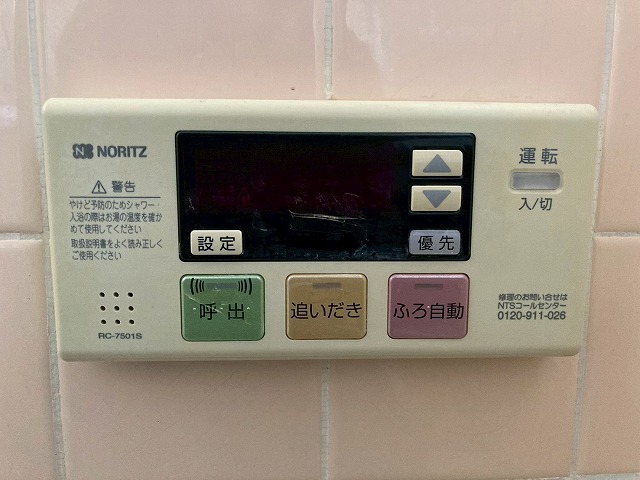 NORITZ
⚠ 警告
やけど予防のためシャワー・
入浴の際はお湯の温度を確か
めて使用してください
取扱説明書をよく読み正しく
ご使用ください
RC-7501S
▲
▼
設定
優先
呼出
追いだき
ふろ自動
運転
入/切
修理のお問い合せは
NTSコールセンター
0120-911-026